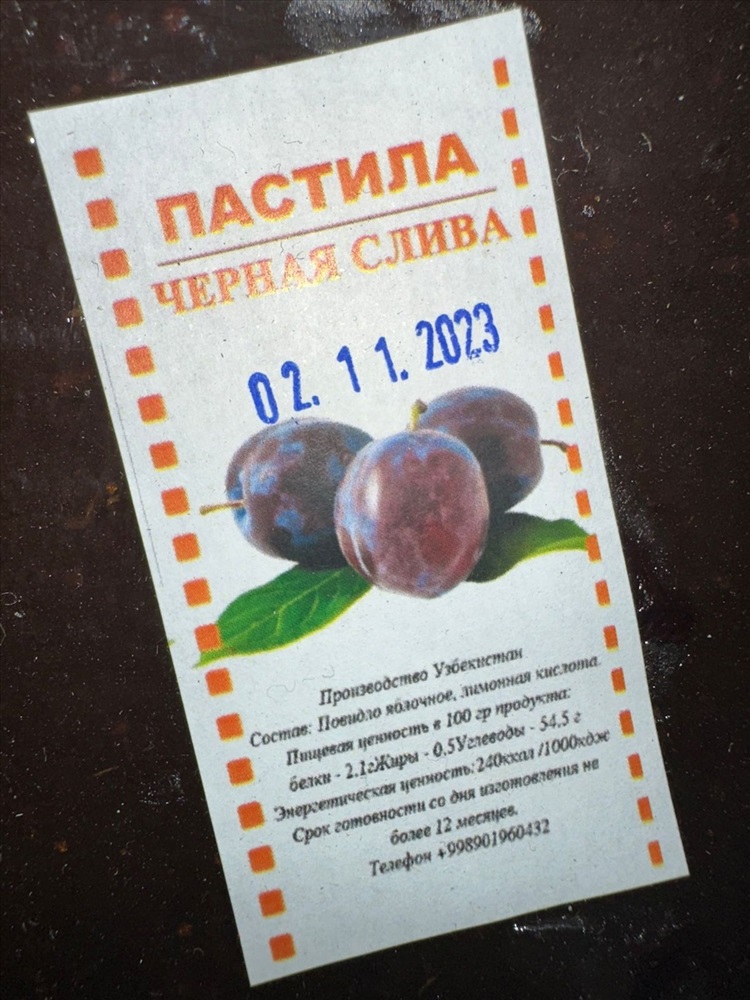 ПАСТИЛА
ЧЕРНАЯ СЛИВА
02. 11. 2023
Производство Узбекистан
Состав: Повидло яблочное, лимонная кислота.
Пищевая ценность в 100 гр продукта:
белки - 2.1гЖиры - 0,5Углеводы - 54,5 г
Энергетическая ценность:240ккал /1000кдж
Срок готовности со дня изготовления не
более 12 месяцев.
Телефон +998901960432